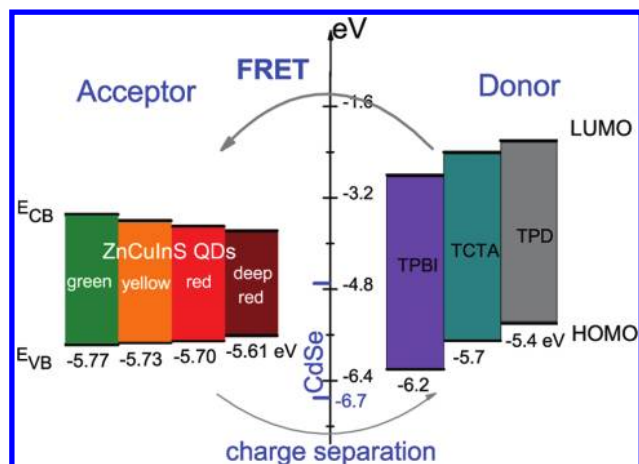 eV
FRET
Acceptor
Donor
-1.6
LUMO
-3.2
E_CB
ZnCuInS QDs
green
yellow
red
deep
red
TPBI
TCTA
TPD
-4.8
CdSe
E_VB
-5.77
-5.73
-5.70
-5.61 eV
-6.4
-6.7
-6.2
-5.7
-5.4 eV
HOMO
charge separation